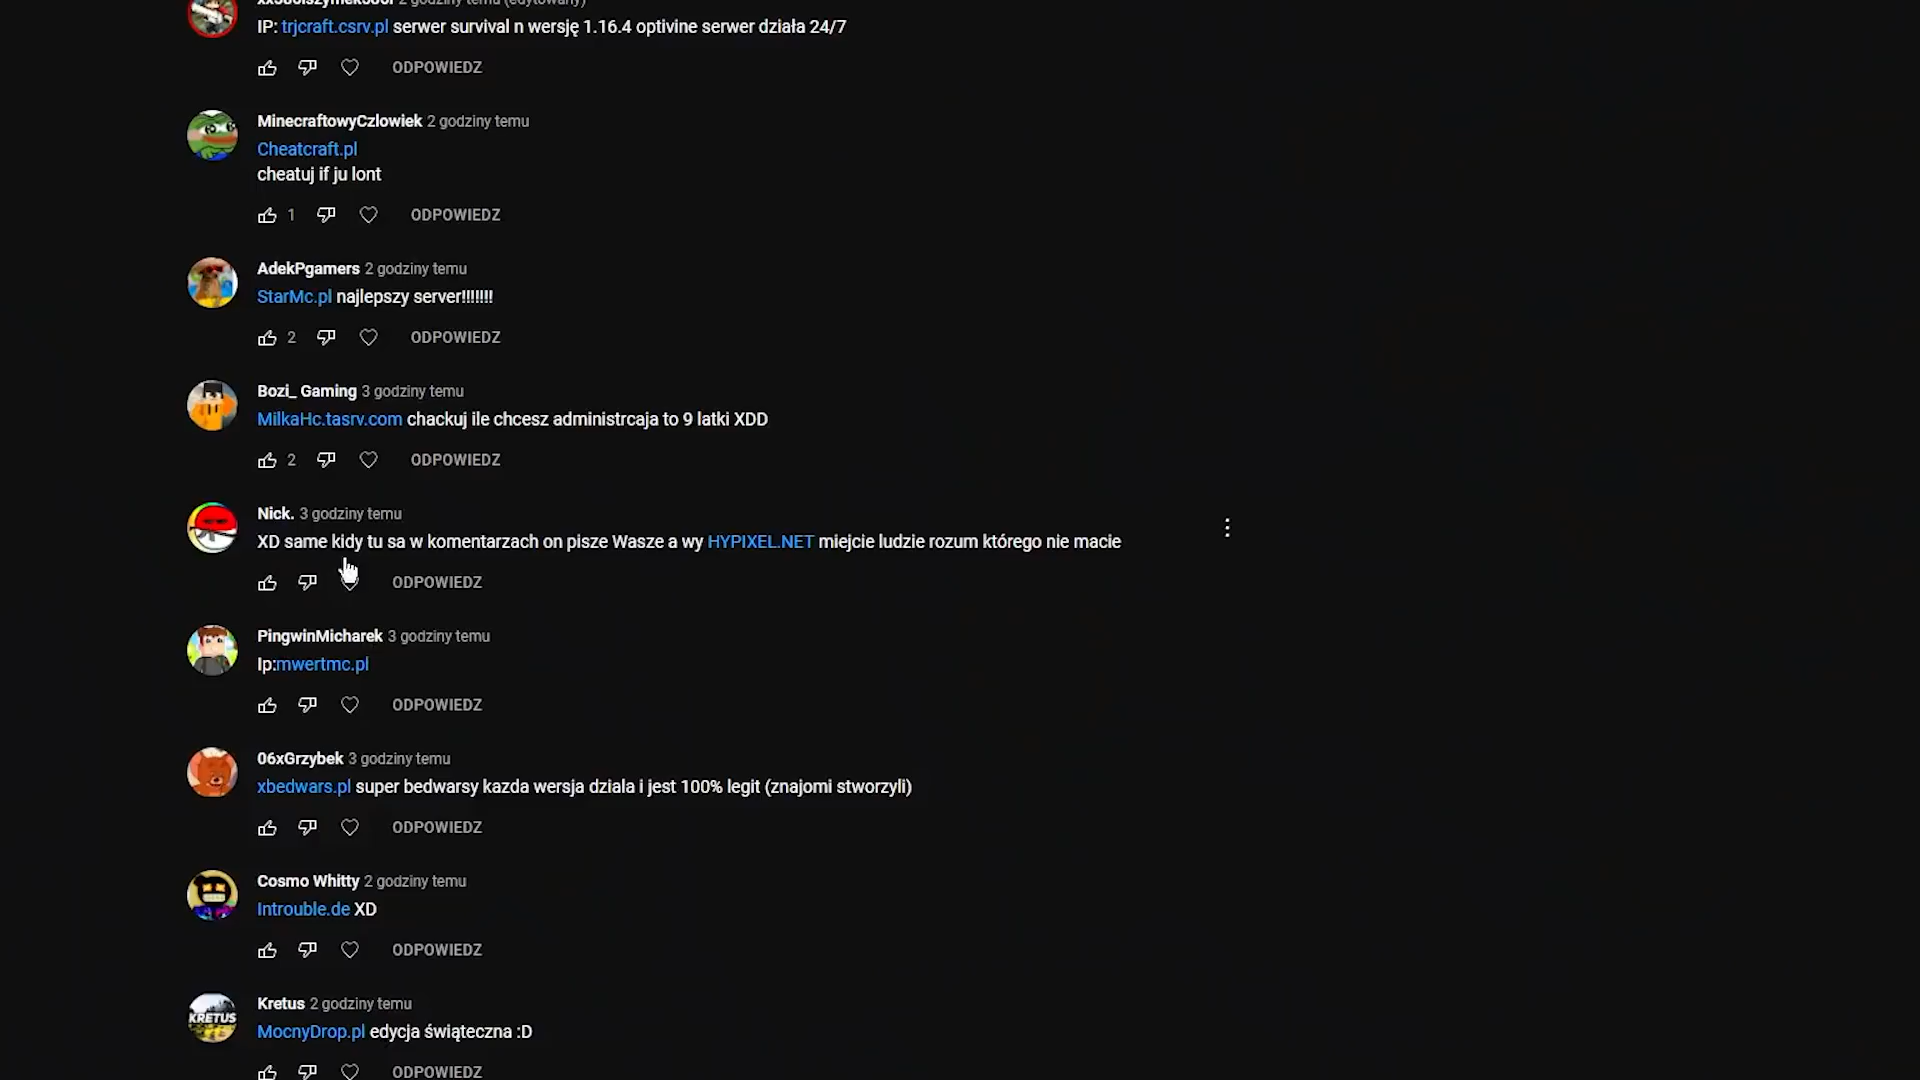 2 godziny temu (edytowany)
IP: trjcraft.csrv.pl serwer survival n wersję 1.16.4 optivine serwer działa 24/7
ODPOWIEDZ
MinecraftowyCzlowiek 2 godziny temu
Cheatcraft.pl
cheatuj if ju lont
1 ODPOWIEDZ
AdekPgamers 2 godziny temu
StarMc.pl najlepszy server!!!!!!!
2 ODPOWIEDZ
Bozi_ Gaming 3 godziny temu
MilkaHc.tasrv.com chackuj ile chcesz administrcaja to 9 latki XDD
2 ODPOWIEDZ
Nick. 3 godziny temu
XD same kidy tu sa w komentarzach on pisze Wasze a wy HYPIXEL.NET miejcie ludzie rozum którego nie macie
ODPOWIEDZ
PingwinMicharek 3 godziny temu
Ip:mwertmc.pl
ODPOWIEDZ
06xGrzybek 3 godziny temu
xbedwars.pl super bedwarsy kazda wersja dziala i jest 100% legit (znajomi stworzyli)
ODPOWIEDZ
Cosmo Whitty 2 godziny temu
Introuble.de XD
ODPOWIEDZ
KRETUS
Kretus 2 godziny temu
MocnyDrop.pl edycja świąteczna :D
ODPOWIEDZ